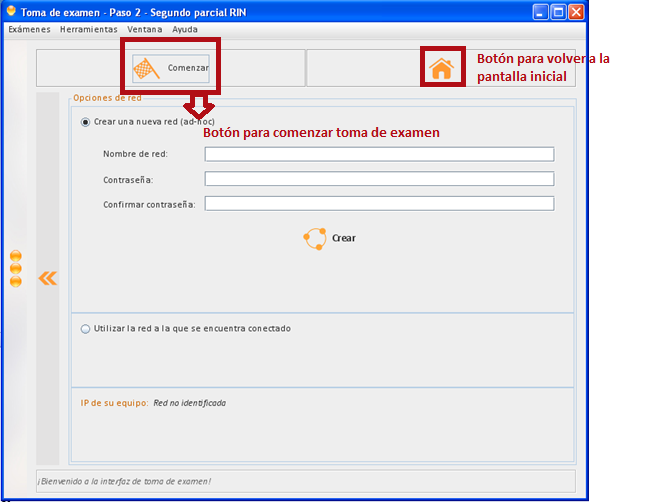 Toma de examen - Paso 2 - Segundo parcial RIN
Exámenes Herramientas Ventana Ayuda
Comenzar
Botón para volver a la
pantalla inicial
Opciones de red
Crear una nueva red (ad-hoc)
Botón para comenzar toma de examen
Nombre de red:
Contraseña:
Confirmar contraseña:
Crear
Utilizar la red a la que se encuentra conectado
IP de su equipo: Red no identificada
¡Bienvenido a la interfaz de toma de examen!